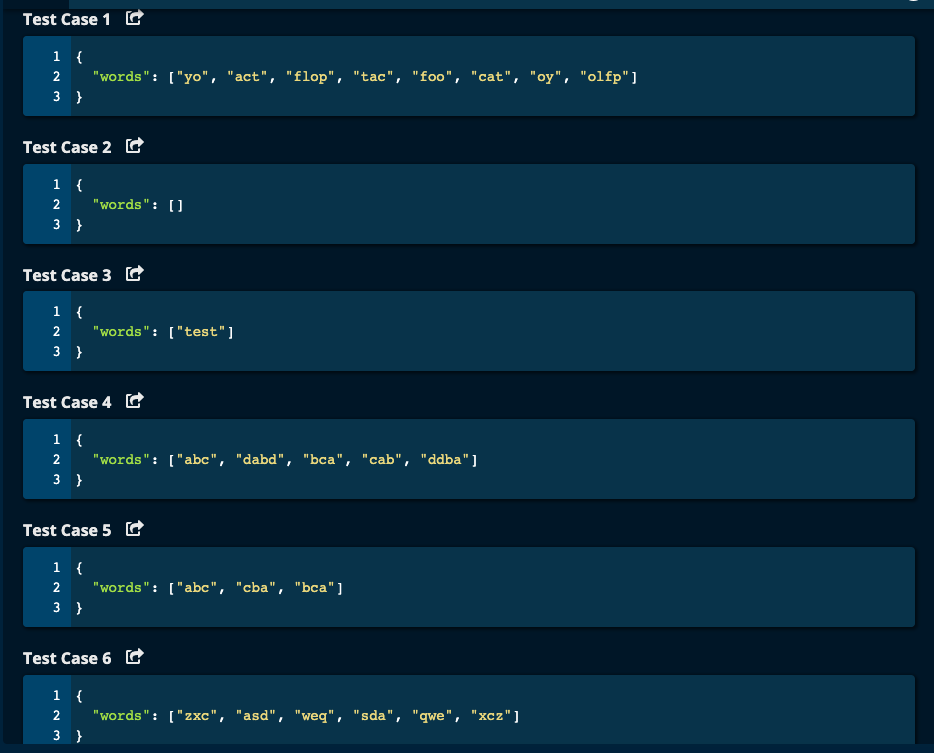 Test Case 1
1 {
2 "words": ["yo", "act", "flop", "tac", "foo", "cat", "oy", "olfp"]
3 }
Test Case 2
1 {
2 "words": []
3 }
Test Case 3
1 {
2 "words": ["test"]
3 }
Test Case 4
1 {
2 "words": ["abc", "dabd", "bca", "cab", "ddba"]
3 }
Test Case 5
1 {
2 "words": ["abc", "cba", "bca"]
3 }
Test Case 6
1 {
2 "words": ["zxc", "asd", "weq", "sda", "qwe", "xcz"]
3 }